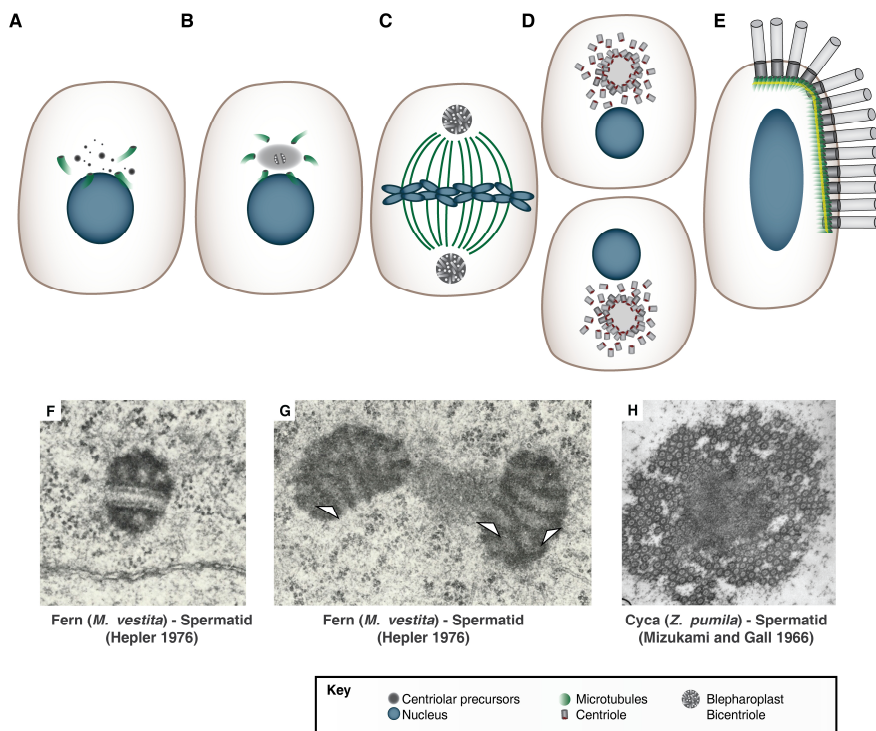 A
B
C
D
E
F
G
H
Fern (M. vestita) - Spermatid
(Hepler 1976)
Fern (M. vestita) - Spermatid
(Hepler 1976)
Cyca (Z. pumila) - Spermatid
(Mizukami and Gall 1966)
Key
Centriolar precursors
Nucleus
Microtubules
Centriole
Blepharoplast
Bicentriole